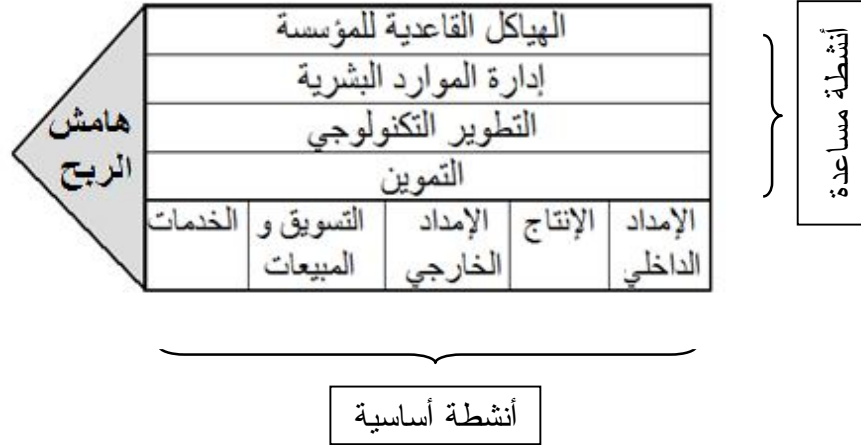 الهياكل القاعدية للمؤسسة
إدارة الموارد البشرية
التطوير التكنولوجي
التموين
أنشطة مساعدة
الإمداد الداخلي
الإنتاج
الإمداد الخارجي
التسويق و المبيعات
الخدمات
هامش
الربح
أنشطة أساسية